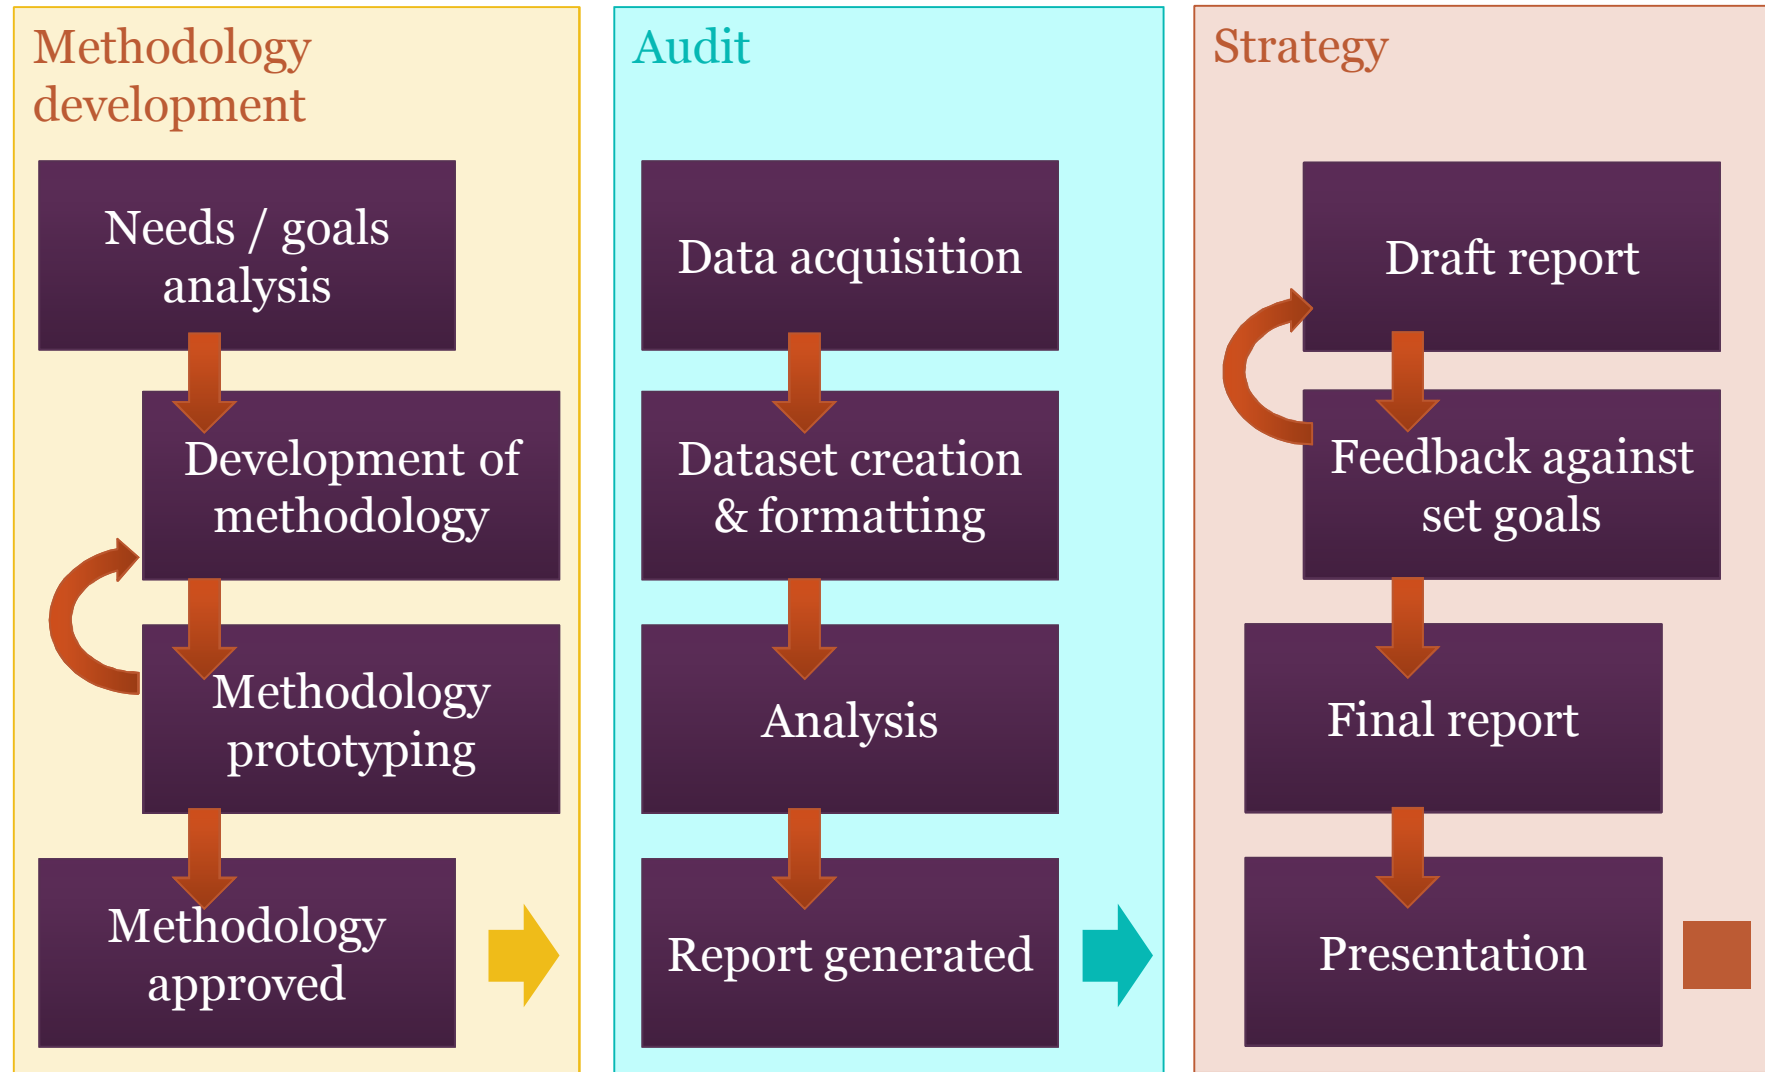 Methodology
development
Needs / goals
analysis
Development of
methodology
Methodology
prototyping
Methodology
approved
Audit
Data acquisition
Dataset creation
& formatting
Analysis
Report generated
Strategy
Draft report
Feedback against
set goals
Final report
Presentation